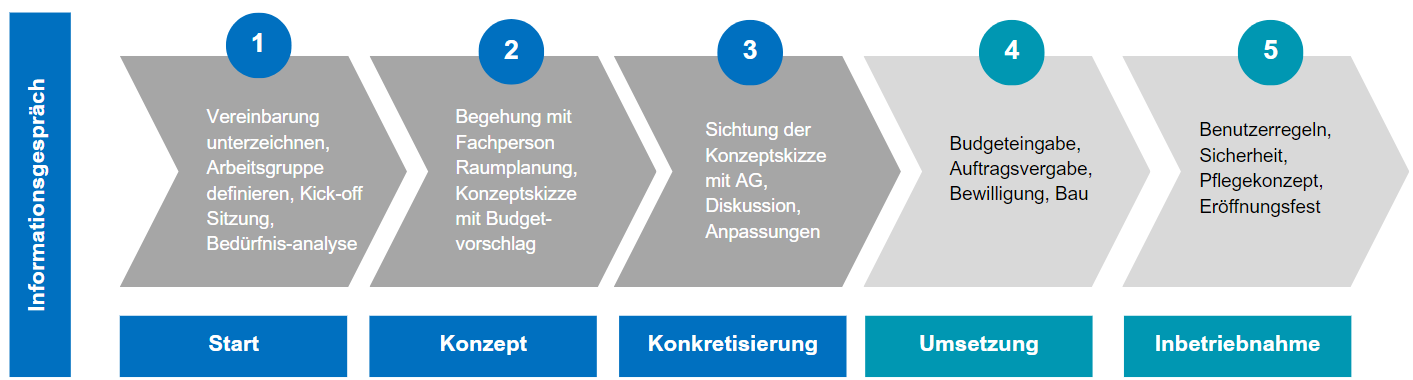 Informationsgespräch
1
Vereinbarung
unterzeichnen,
Arbeitsgruppe
definieren, Kick-off
Sitzung,
Bedürfnis-analyse
Start
2
Begehung mit
Fachperson
Raumplanung,
Konzeptskizze
mit Budget-
vorschlag
Konzept
3
Sichtung der
Konzeptskizze
mit AG,
Diskussion,
Anpassungen
Konkretisierung
4
Budgeteingabe,
Auftragsvergabe,
Bewilligung, Bau
Umsetzung
5
Benutzerregeln,
Sicherheit,
Pflegekonzept,
Eröffnungsfest
Inbetriebnahme